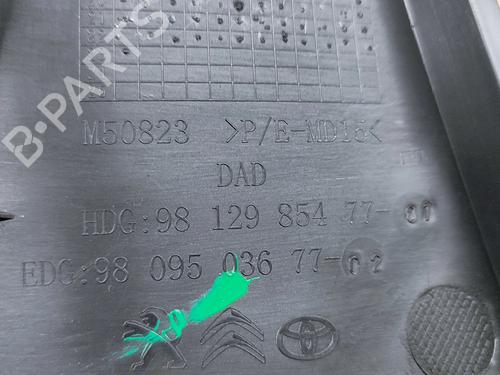 B-PARTS
M50823 >P/E-MD15<
DAD
HDG:98 129 854 77-00
EDG:98 095 036 77-02